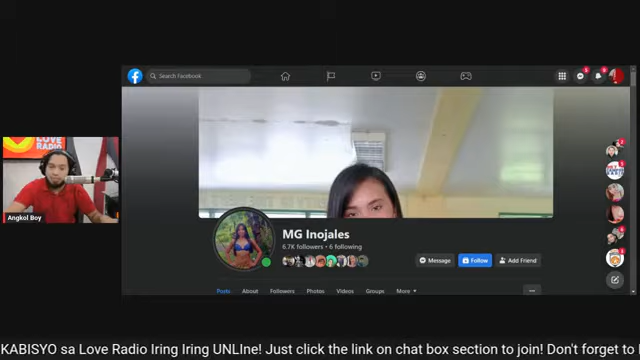 Search Facebook
LOVE
RADIO
Angkol Boy
MG Inojales
6.7K followers • 6 following
Message
Follow
Add Friend
Posts
About
Followers
Photos
Videos
Groups
More
KABISYO sa Love Radio Iring Iring UNLIne! Just click the link on chat box section to join! Don't forget to